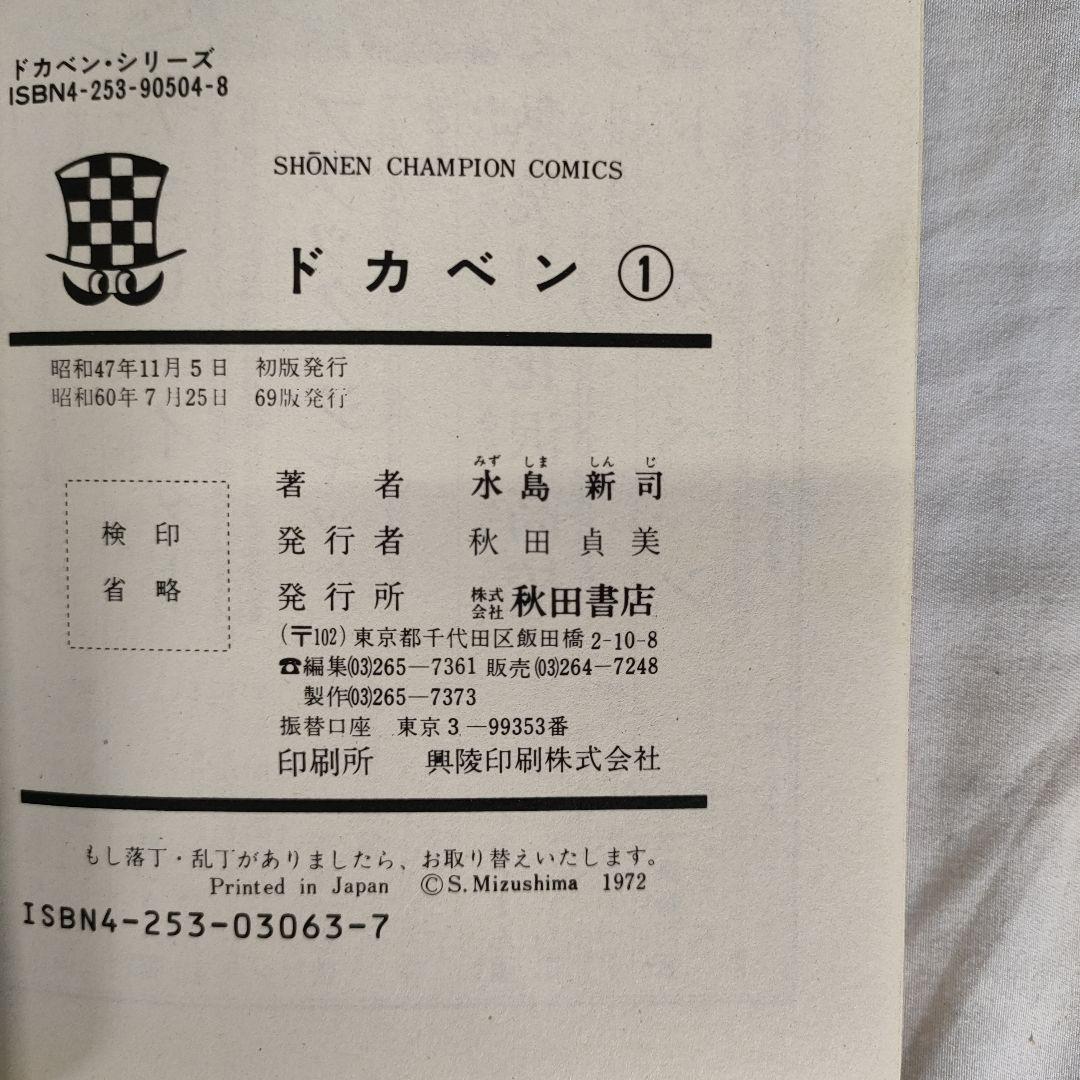 ドカベン・シリーズ
ISBN4-253-90504-8
SHŌNEN CHAMPION COMICS
ドカベン ①
昭和47年11月5日 初版発行
昭和60年7月25日 69版発行
検印
省略
みず しま しん じ
著者 水島新司
発行者 秋田貞美
発行所 株式会社 秋田書店
(〒102) 東京都千代田区飯田橋2-10-8
☎編集(03)265―7361 販売(03)264―7248
製作(03)265―7373
振替口座 東京3―99353番
印刷所 興陵印刷株式会社
もし落丁・乱丁がありましたら、お取り替えいたします。
Printed in Japan ©S. Mizushima 1972
ISBN4-253-03063-7